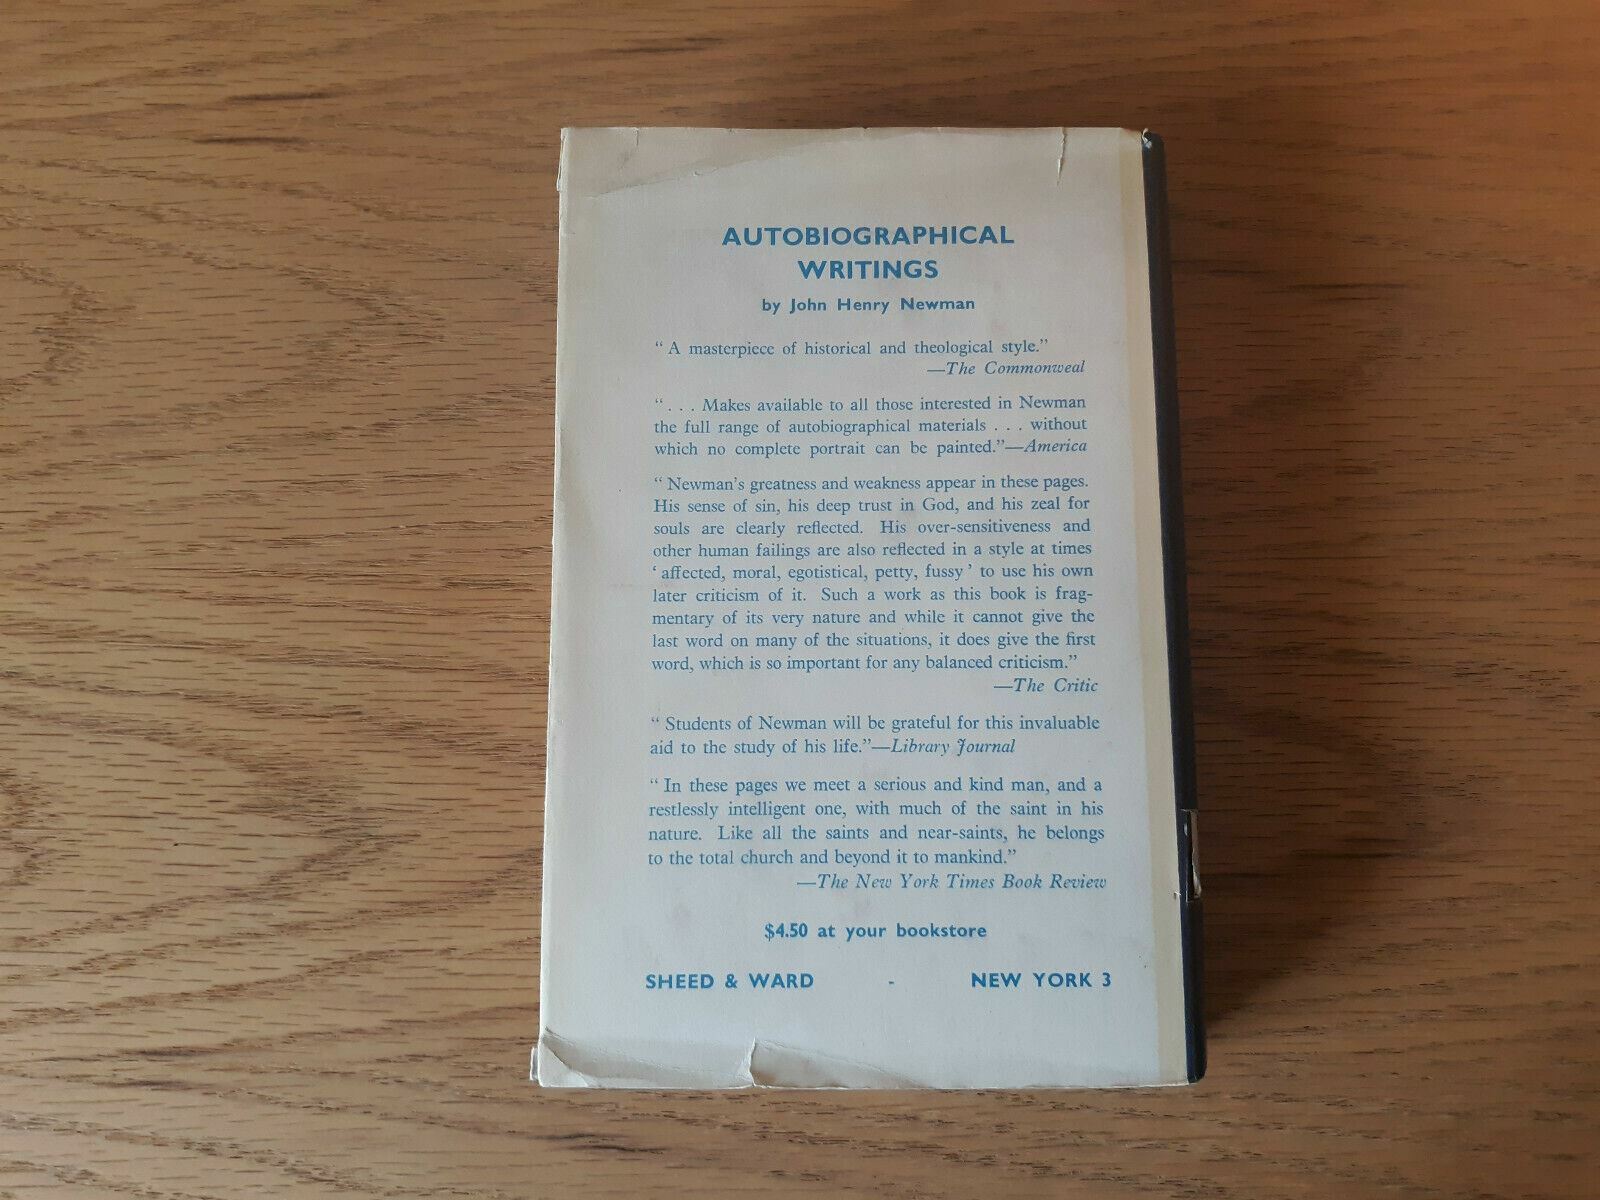 AUTOBIOGRAPHICAL
WRITINGS
by John Henry Newman
" A masterpiece of historical and theological style."
—The Commonweal
" . . . Makes available to all those interested in Newman
the full range of autobiographical materials . . . without
which no complete portrait can be painted."—America
" Newman's greatness and weakness appear in these pages.
His sense of sin, his deep trust in God, and his zeal for
souls are clearly reflected. His over-sensitiveness and
other human failings are also reflected in a style at times
' affected, moral, egotistical, petty, fussy ' to use his own
later criticism of it. Such a work as this book is frag-
mentary of its very nature and while it cannot give the
last word on many of the situations, it does give the first
word, which is so important for any balanced criticism."
—The Critic
" Students of Newman will be grateful for this invaluable
aid to the study of his life."—Library Journal
" In these pages we meet a serious and kind man, and a
restlessly intelligent one, with much of the saint in his
nature. Like all the saints and near-saints, he belongs
to the total church and beyond it to mankind."
—The New York Times Book Review
$4.50 at your bookstore
SHEED & WARD - NEW YORK 3